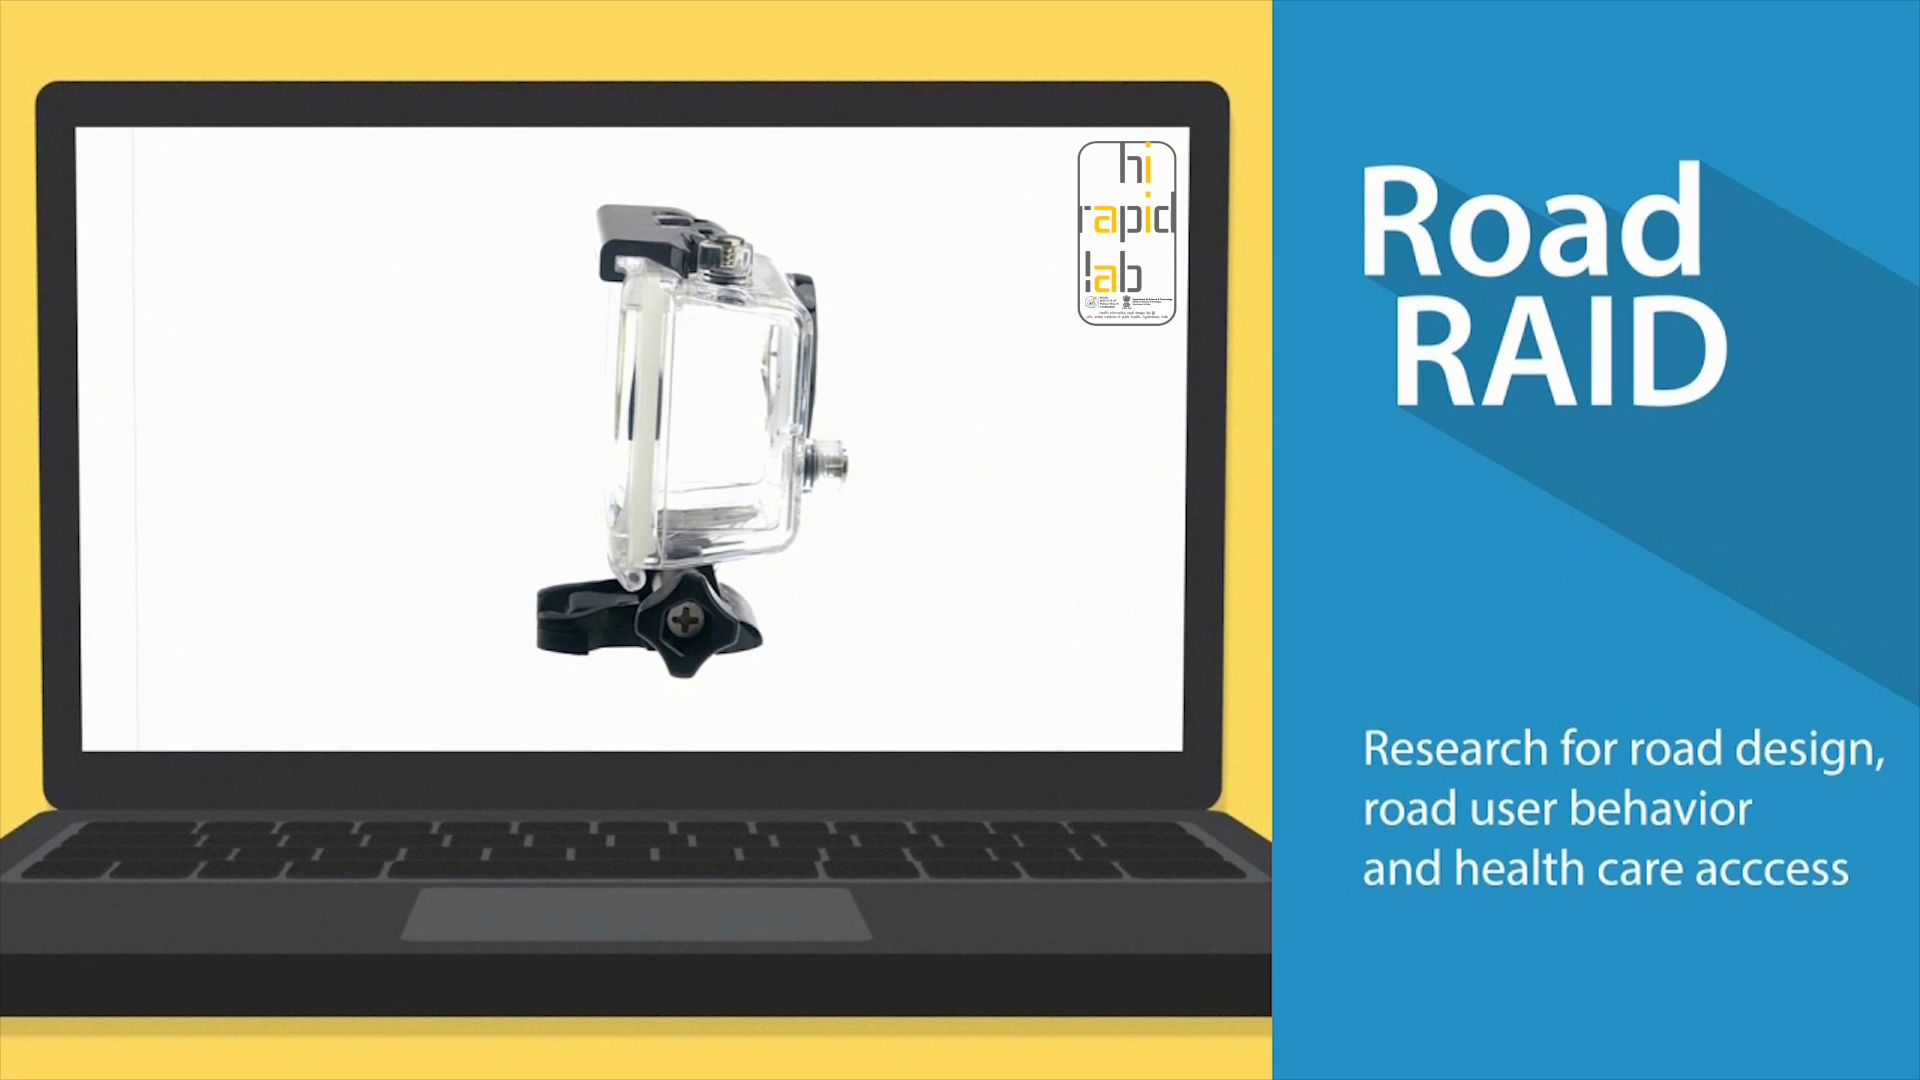 hi
rapid
lab
Road
RAID
Research for road design,
road user behavior
and health care acccess